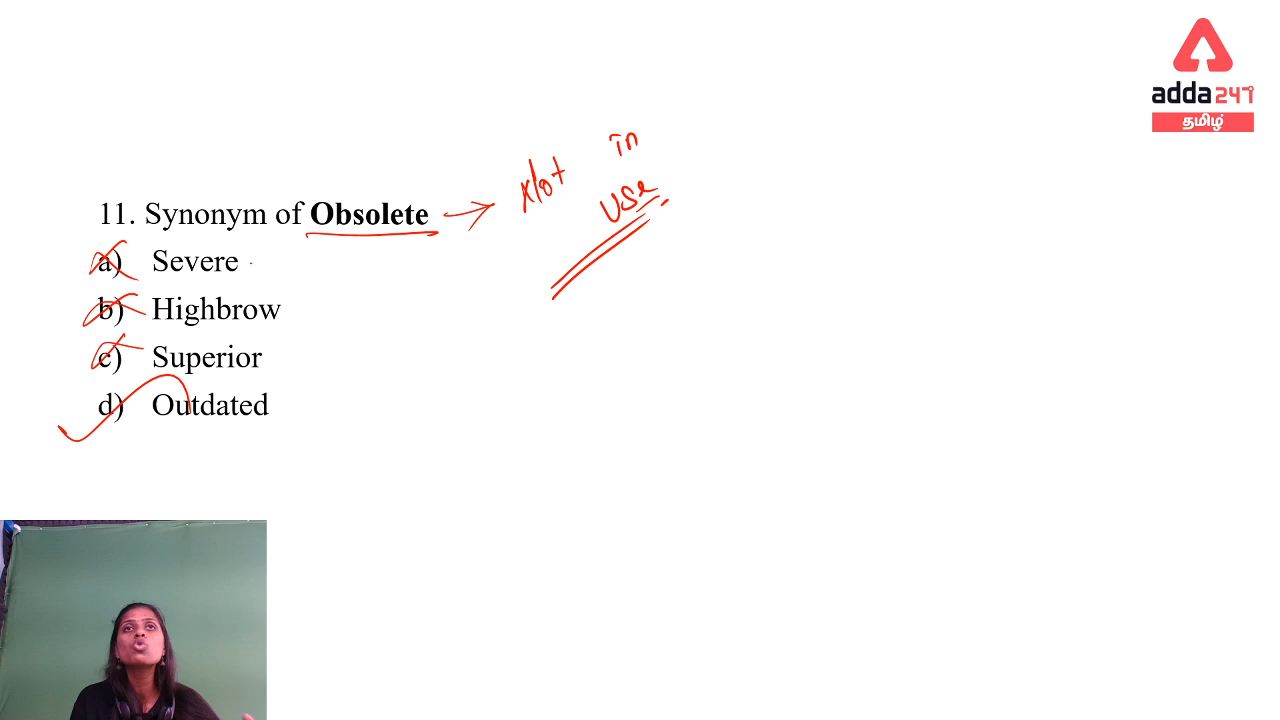 adda247
தமிழ்
in
Not
use
11. Synonym of Obsolete
a) Severe
b) Highbrow
c) Superior
d) Outdated